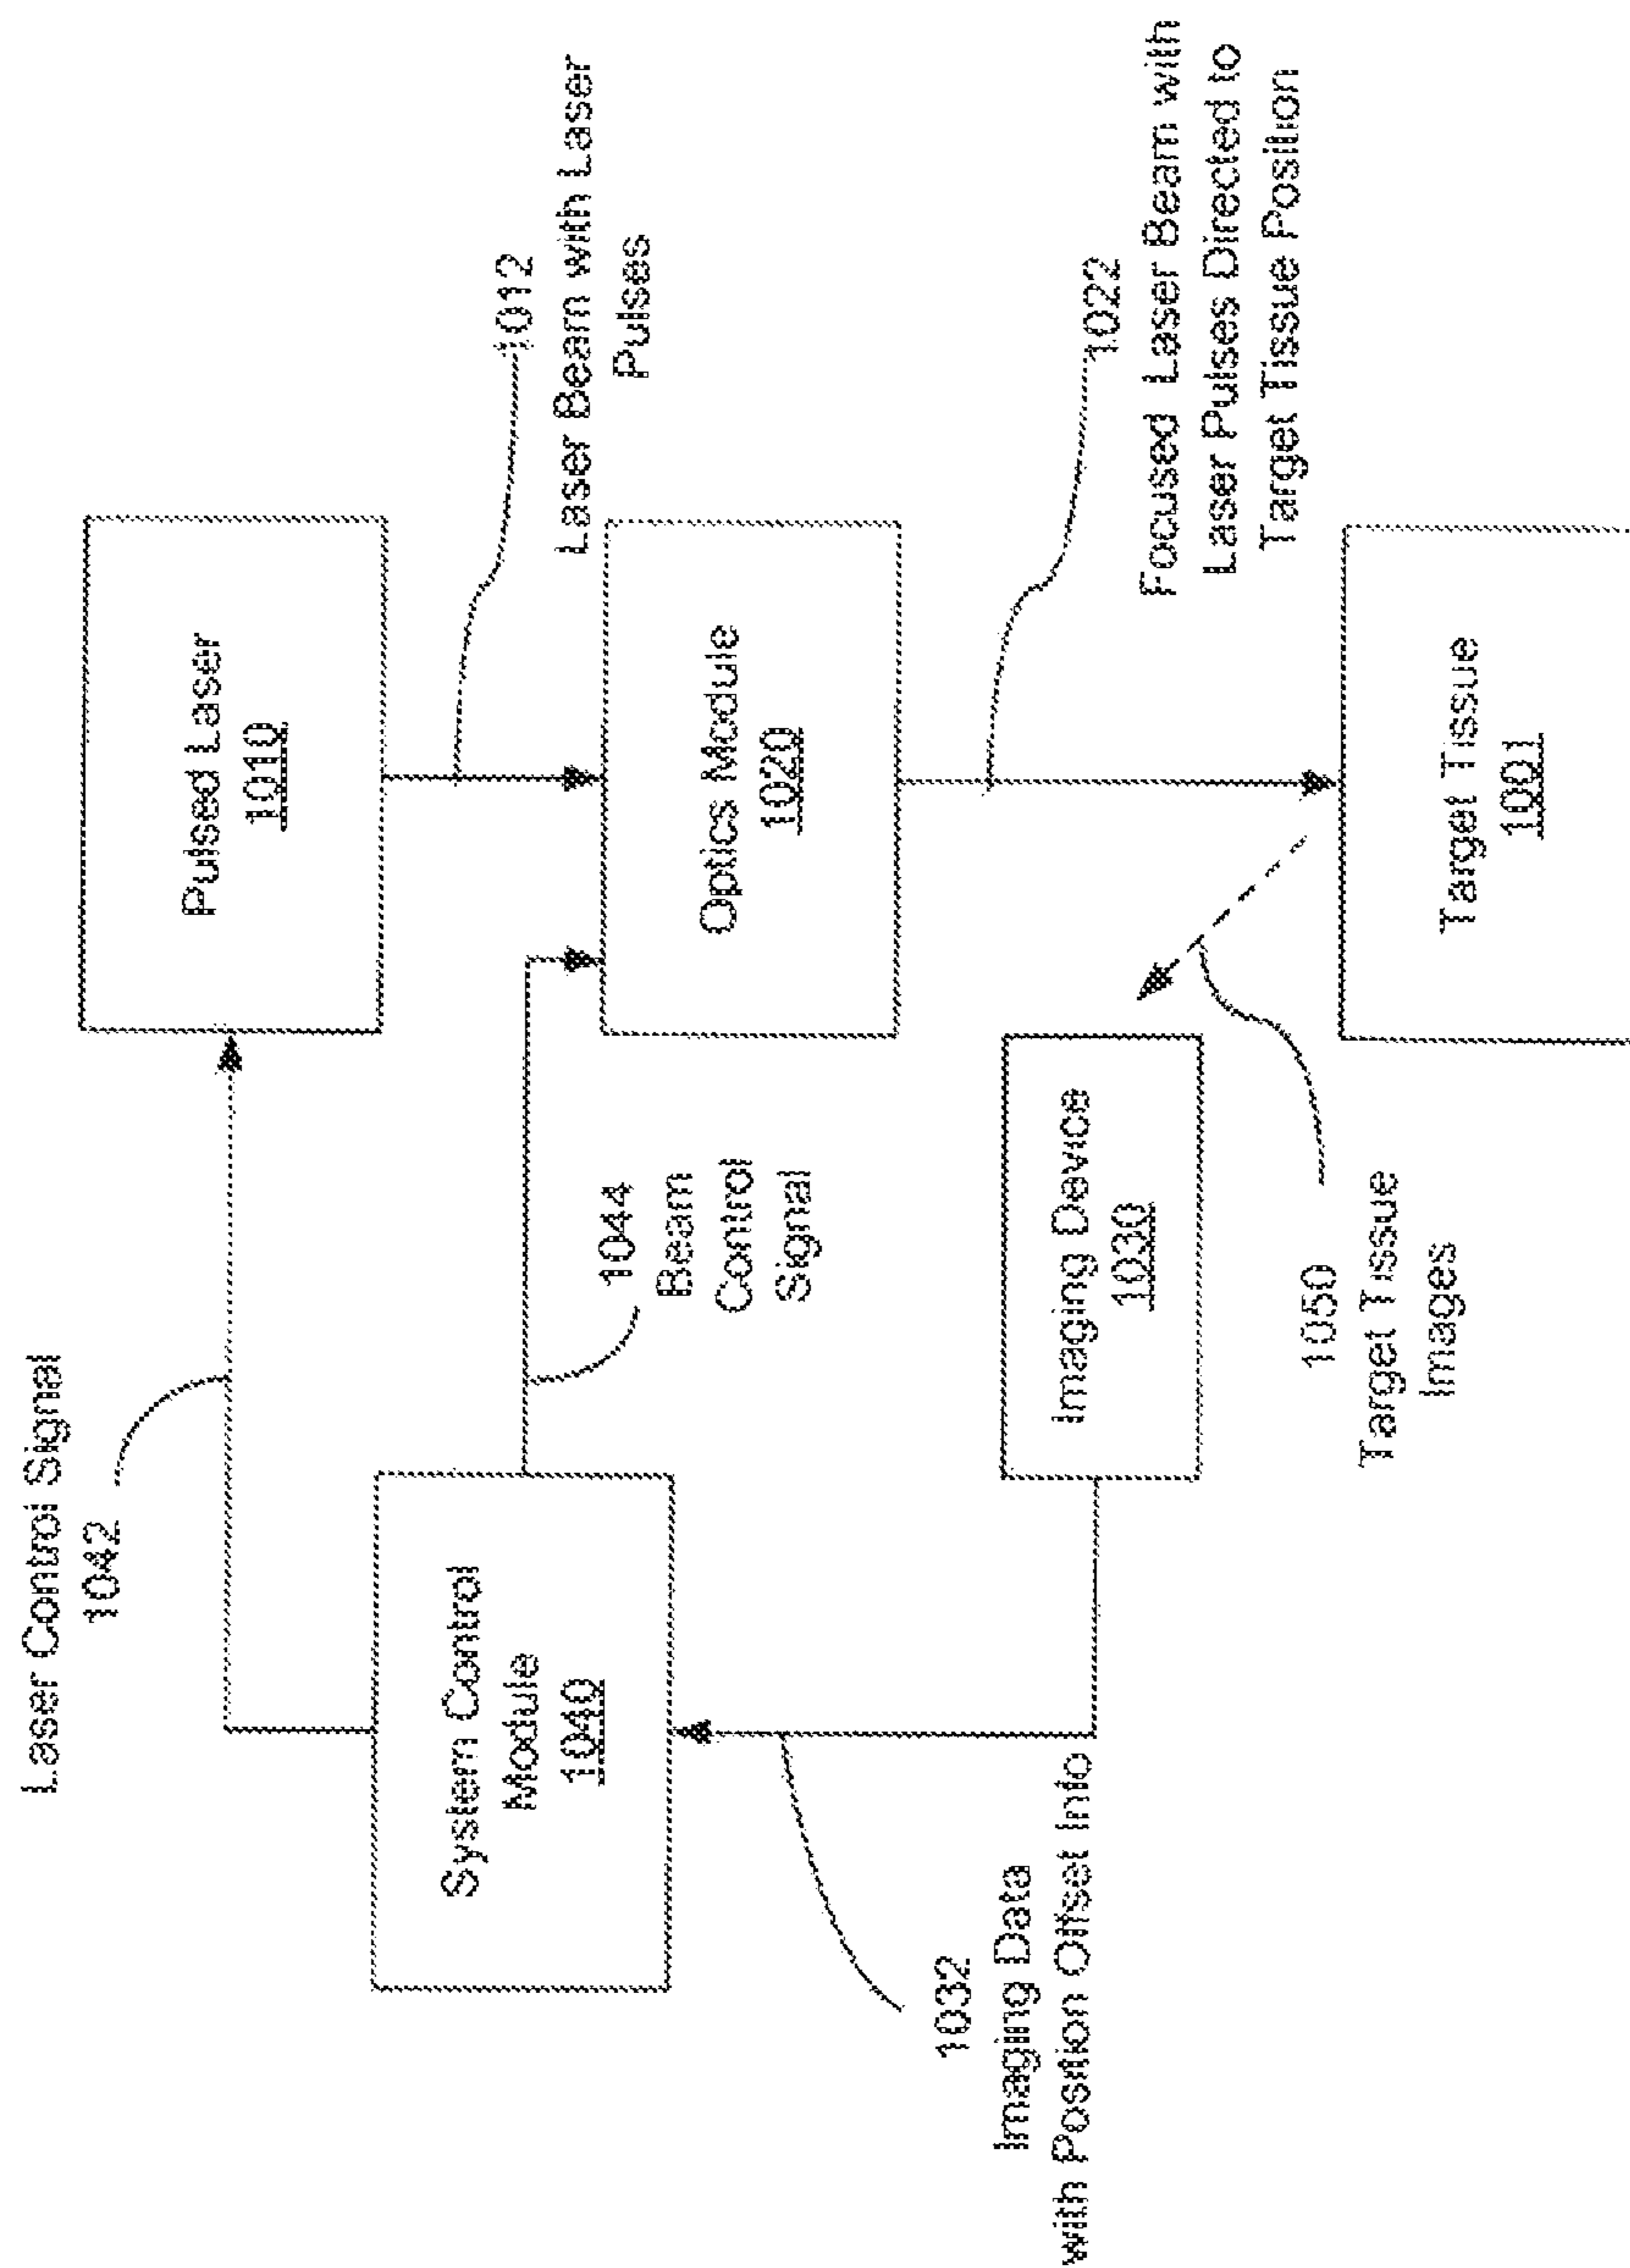 Laser Control Signal
1042
Pulsed Laser
1010
1012
Laser Beam with Laser
Pulses
System Control
Module
1040
1044
Beam
Control
Signal
Optics Module
1020
1032
Imaging Data
with Position Offset Info
Imaging Device
1030
1022
Focused Laser Beam with
Laser Pulses Directed to
Target Tissue Position
1050
Target Tissue
Images
Target Tissue
1001